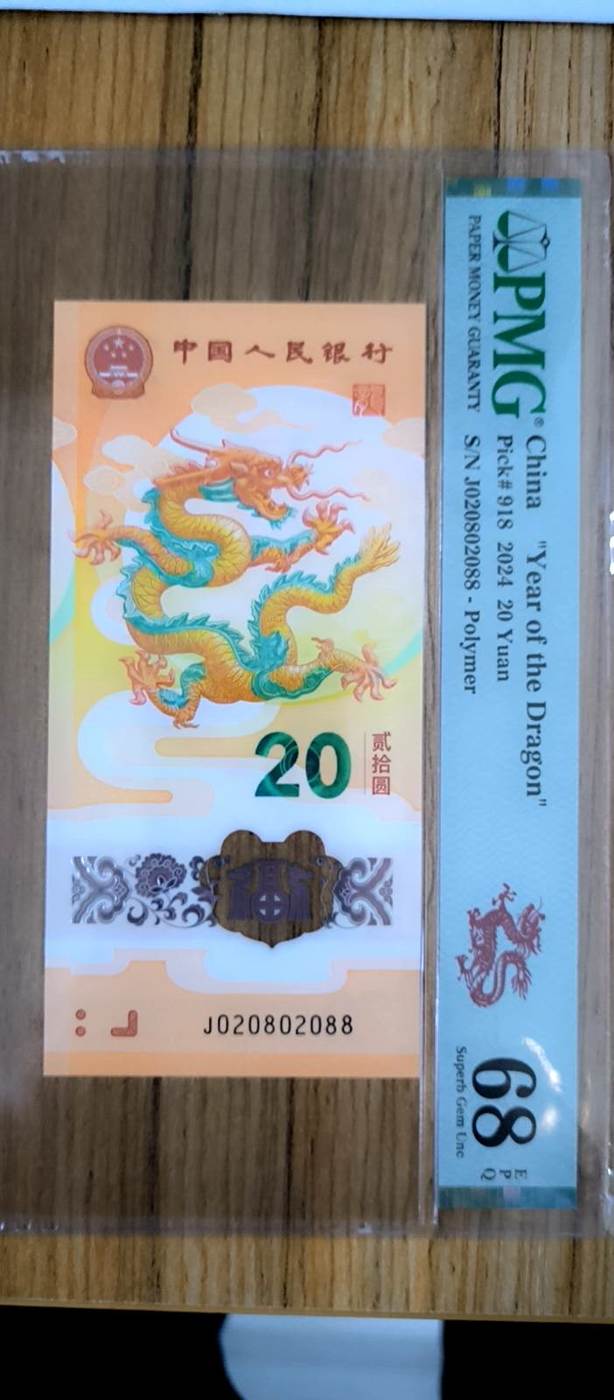 PMG®
PAPER MONEY GUARANTY
China "Year of the Dragon"
Pick# 918 2024 20 Yuan
S/N J020802088 - Polymer
68
EPQ
Superb Gem Unc
中国人民银行
20
贰拾圆
J020802088